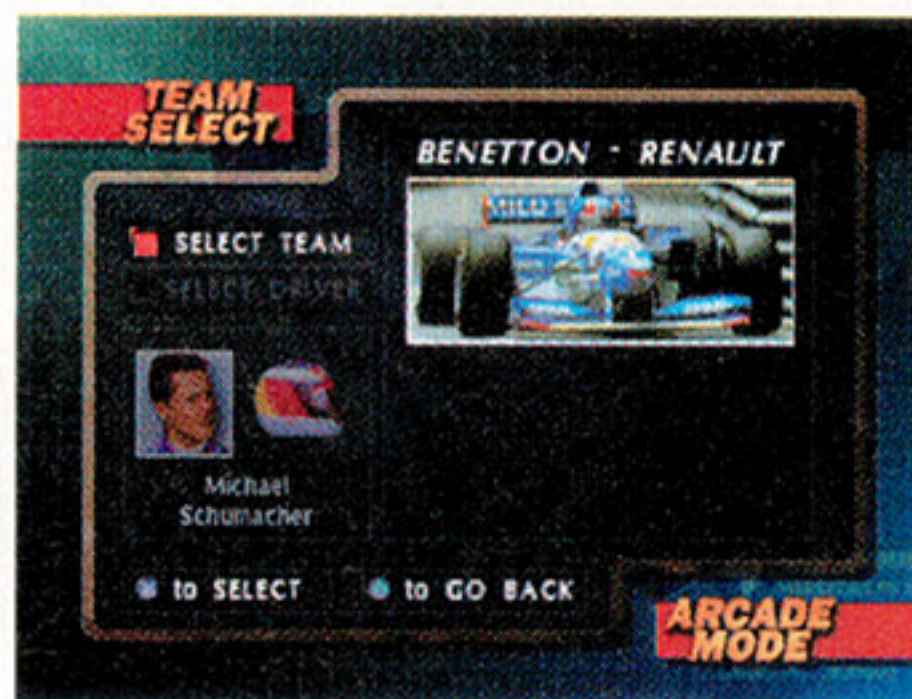 TEAM
SELECT
BENETTON - RENAULT
SELECT TEAM
SELECT DRIVER
Michael
Schumacher
to SELECT
to GO BACK
ARCADE
MODE